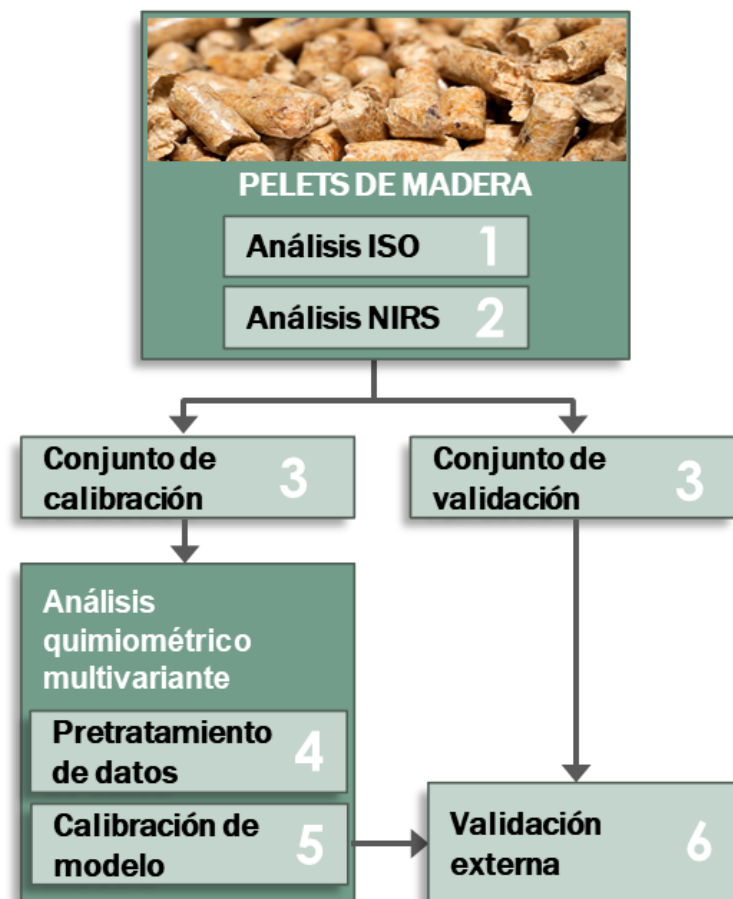 PELETS DE MADERA
Análisis ISO 1
Análisis NIRS 2
Conjunto de
calibración 3
Conjunto de
validación 3
Análisis
quimiométrico
multivariante
Pretratamiento
de datos 4
Calibración de
modelo 5
Validación
externa 6